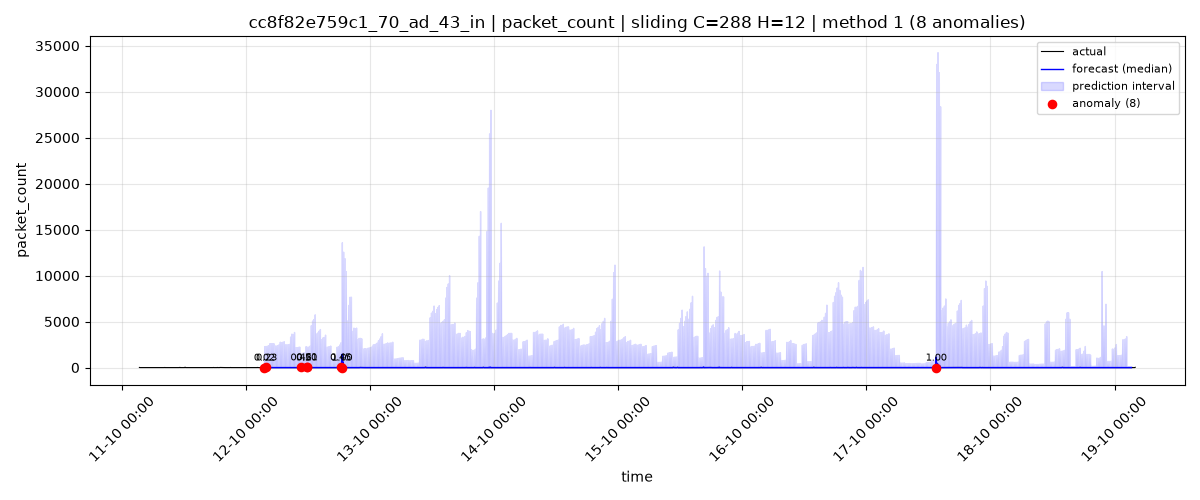 cc8f82e759c1_70_ad_43_in | packet_count | sliding C=288 H=12 | method 1 (8 anomalies)
actual
forecast (median)
prediction interval
anomaly (8)
packet_count
35000
30000
25000
20000
15000
10000
5000
0
1.00
11-10 00:00
12-10 00:00
13-10 00:00
14-10 00:00
15-10 00:00
16-10 00:00
17-10 00:00
18-10 00:00
19-10 00:00
time